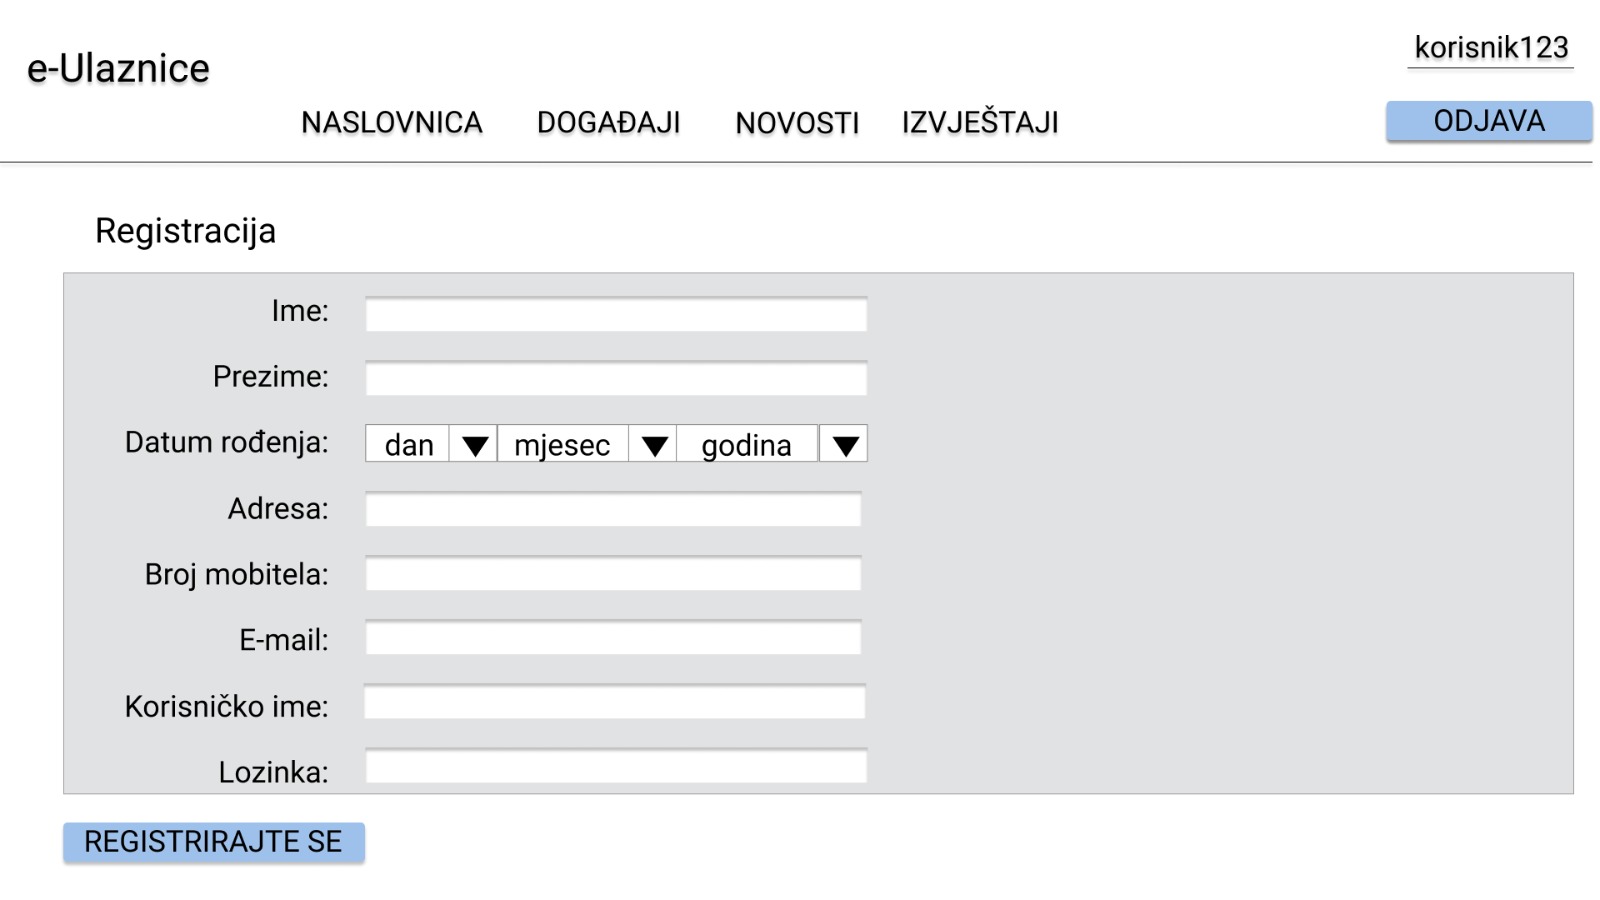 korisnik123
e-Ulaznice
NASLOVNICA DOGAĐAJI NOVOSTI IZVJEŠTAJI ODJAVA
Registracija
Ime:
Prezime:
Datum rođenja: dan mjesec godina
Adresa:
Broj mobitela:
E-mail:
Korisničko ime:
Lozinka:
REGISTRIRAJTE SE